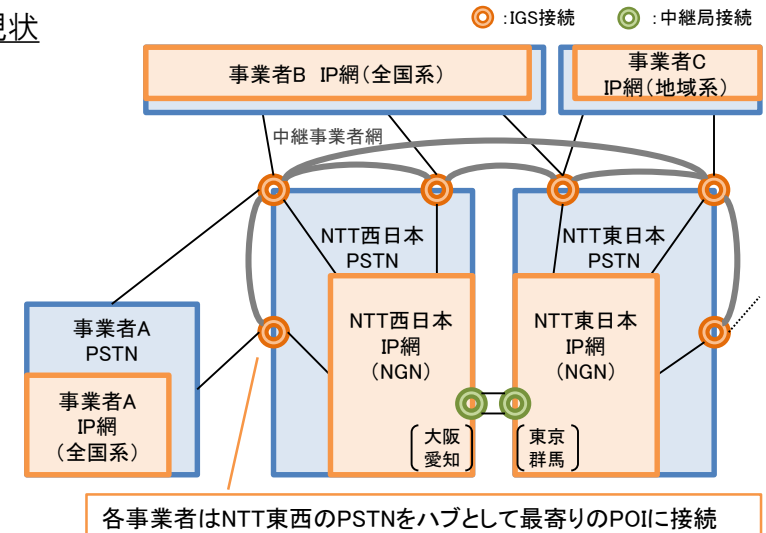 現状
:IGS接続
:中継局接続
事業者B IP網(全国系)
事業者C
IP網(地域系)
中継事業者網
NTT西日本
PSTN
NTT東日本
PSTN
事業者A
PSTN
NTT西日本
IP網
(NGN)
NTT東日本
IP網
(NGN)
事業者A
IP網
(全国系)
大阪
愛知
東京
群馬
各事業者はNTT東西のPSTNをハブとして最寄りのPOIに接続